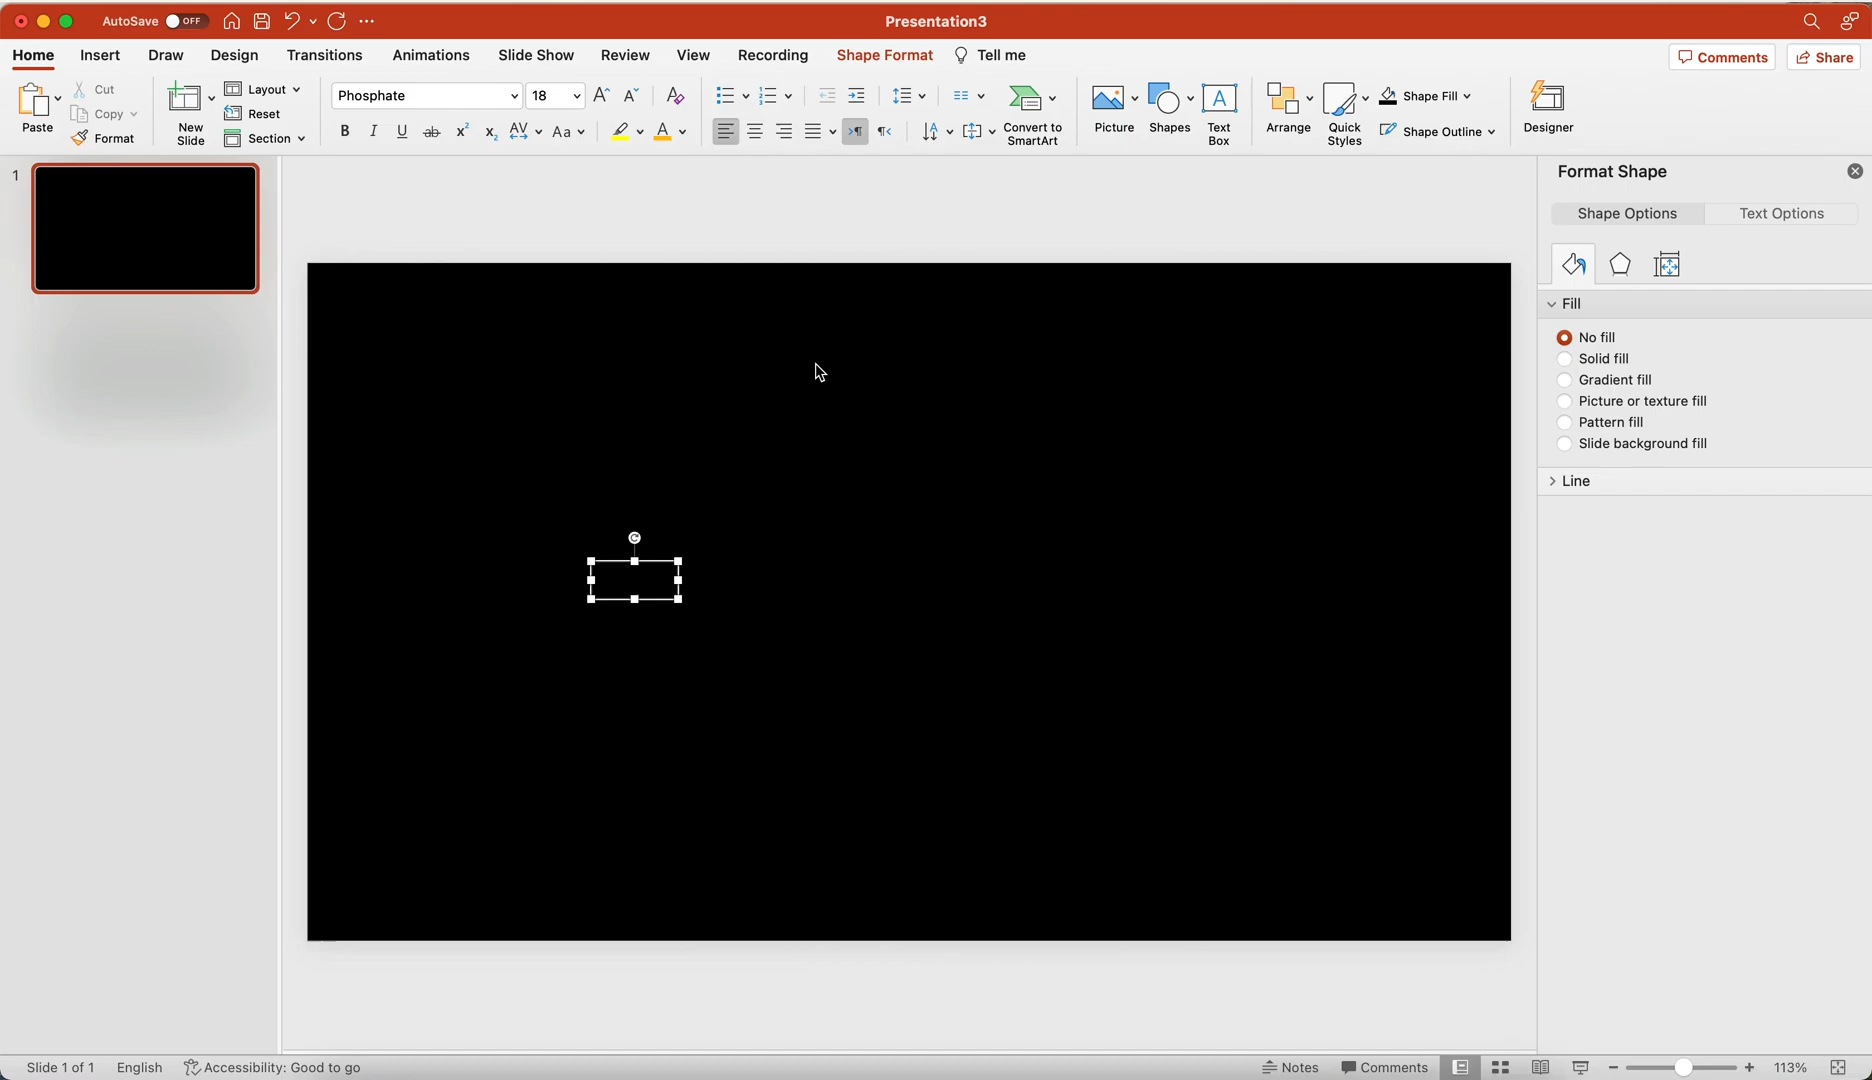 AutoSave OFF Presentation3
Home Insert Draw Design Transitions Animations Slide Show Review View Recording Shape Format Tell me Comments Share
Paste Cut Copy Format
New Slide Layout Reset Section
Phosphate 18
Convert to SmartArt
Picture Shapes Text Box
Arrange Quick Styles Shape Fill Shape Outline
Designer
1
Format Shape
Shape Options Text Options
Fill
No fill
Solid fill
Gradient fill
Picture or texture fill
Pattern fill
Slide background fill
Line
Slide 1 of 1 English Accessibility: Good to go Notes Comments 113%